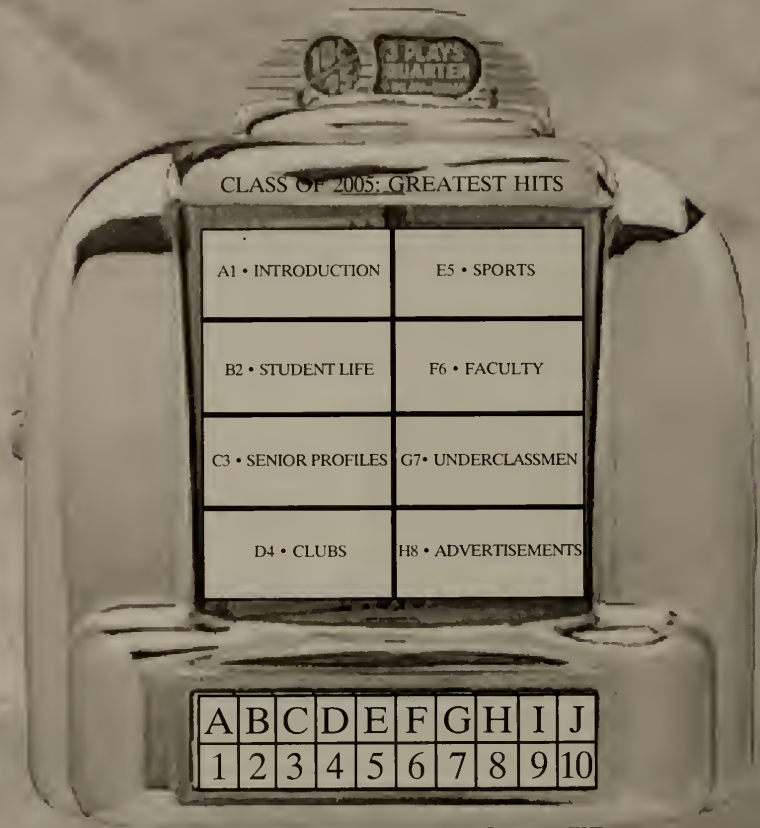 10¢
3 PLAYS
QUARTER
CLASS OF 2005: GREATEST HITS
A1 • INTRODUCTION
E5 • SPORTS
B2 • STUDENT LIFE
F6 • FACULTY
C3 • SENIOR PROFILES
G7• UNDERCLASSMEN
D4 • CLUBS
H8 • ADVERTISEMENTS
A B C D E F G H I J
1 2 3 4 5 6 7 8 9 10